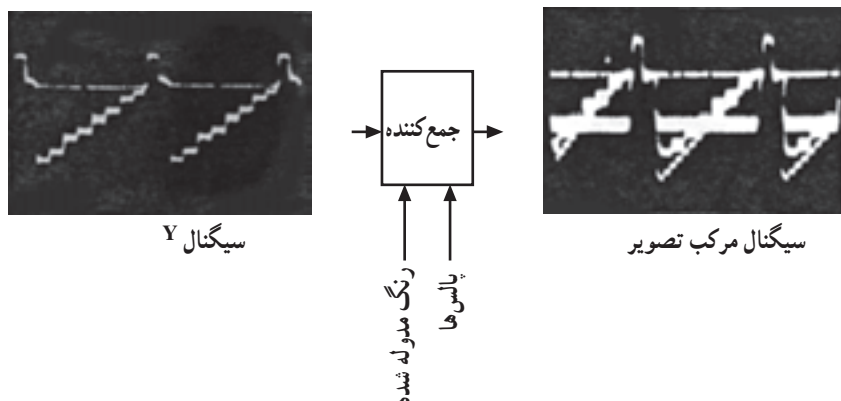 جمع‌کننده
سیگنال Y
سیگنال مرکب تصویر
رنگ مدوله شده
پالس‌ها